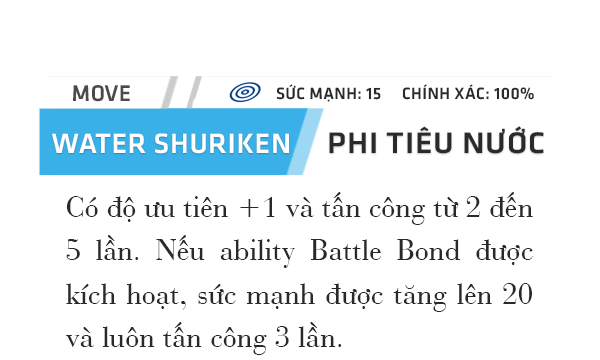 MOVE SỨC MẠNH: 15 CHÍNH XÁC: 100%
WATER SHURIKEN PHI TIÊU NƯỚC
Có độ ưu tiên +1 và tấn công từ 2 đến
5 lần. Nếu ability Battle Bond được
kích hoạt, sức mạnh được tăng lên 20
và luôn tấn công 3 lần.